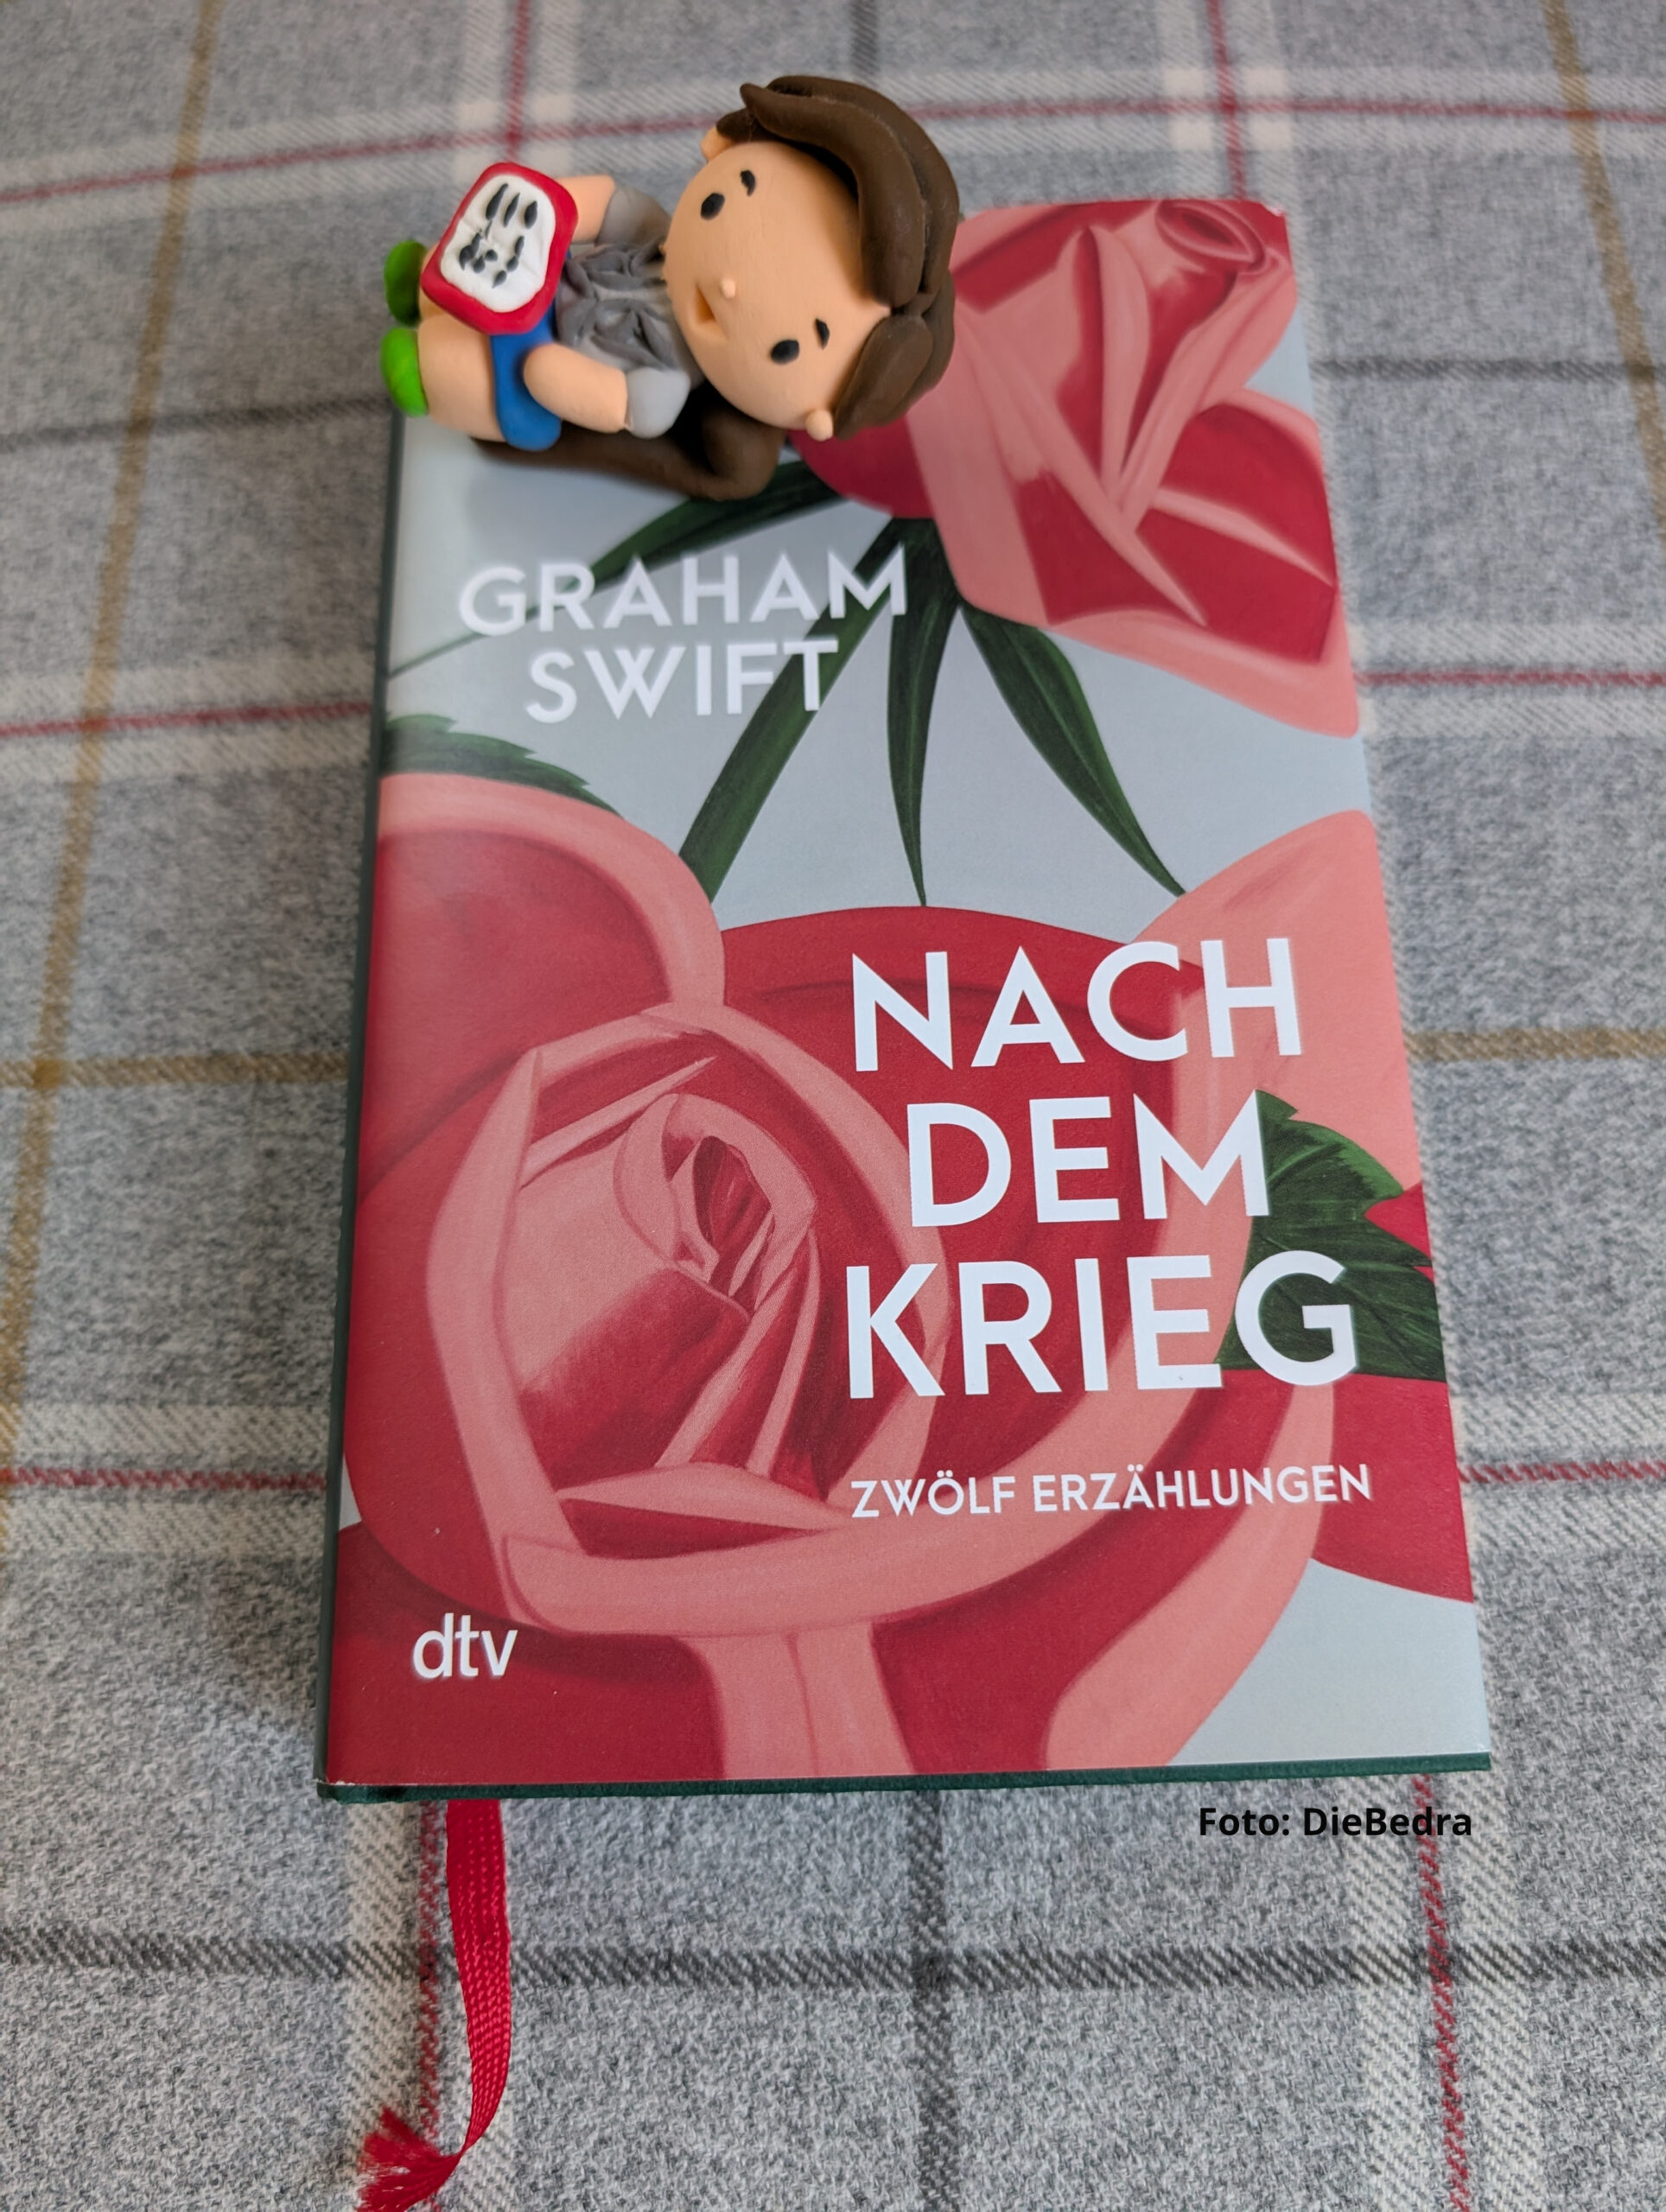 GRAHAM
SWIFT
NACH
DEM
KRIEG
ZWÖLF ERZÄHLUNGEN
dtv
Foto: DieBedra